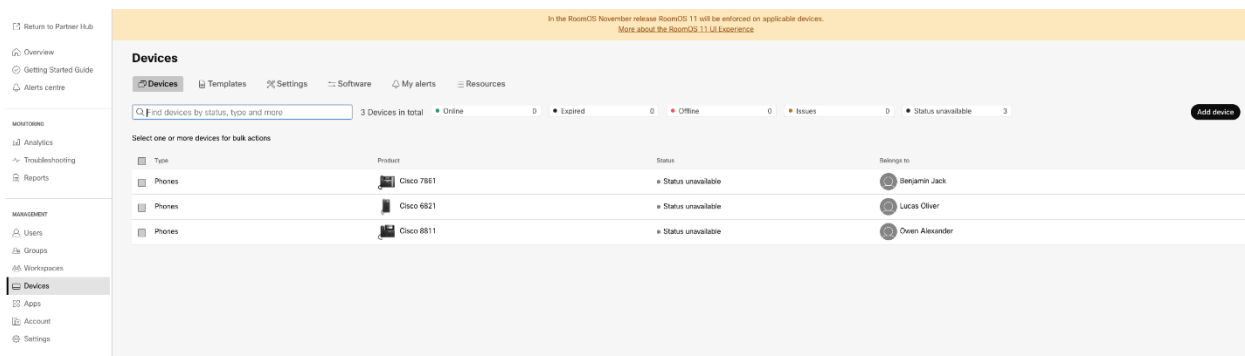 In the RoomOS November release RoomOS 11 will be enforced on applicable devices.
More about the RoomOS 11 UI Experience
Return to Partner Hub
Overview
Getting Started Guide
Alerts centre
MONITORING
Analytics
Troubleshooting
Reports
MANAGEMENT
Users
Groups
Workspaces
Devices
Apps
Account
Settings
Devices
Devices Templates Settings Software My alerts Resources
Find devices by status, type and more 3 Devices in total Online 0 Expired 0 Offline 0 Issues 0 Status unavailable 3 Add device
Select one or more devices for bulk actions
Type Product Status Belongs to
Phones Cisco 7861 Status unavailable Benjamin Jack
Phones Cisco 6821 Status unavailable Lucas Oliver
Phones Cisco 8811 Status unavailable Owen Alexander